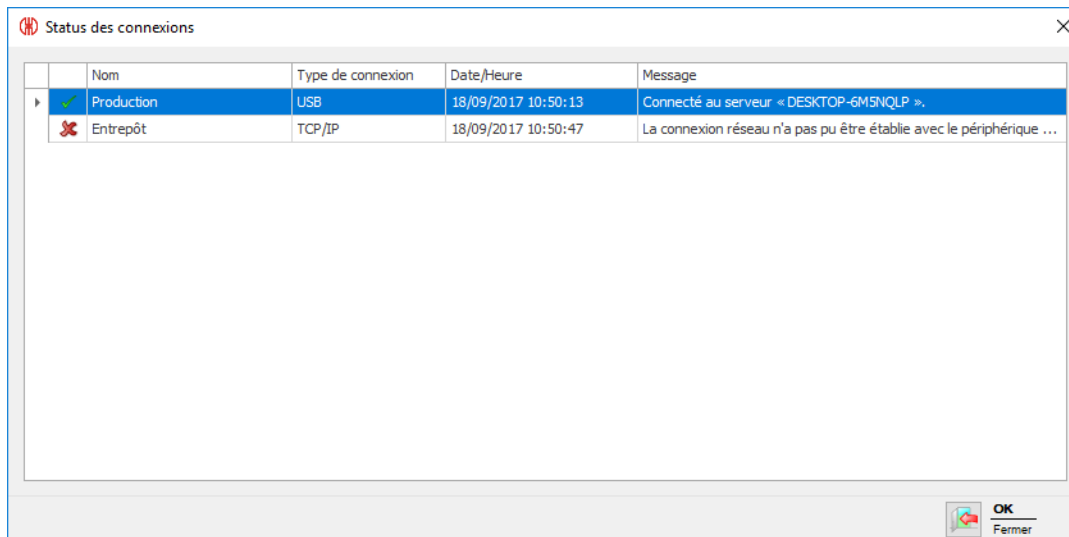 Status des connexions
Nom Type de connexion Date/Heure Message
Production USB 18/09/2017 10:50:13 Connecté au serveur « DESKTOP-6M5NQLP ».
Entrepôt TCP/IP 18/09/2017 10:50:47 La connexion réseau n'a pas pu être établie avec le périphérique ...
OK
Fermer